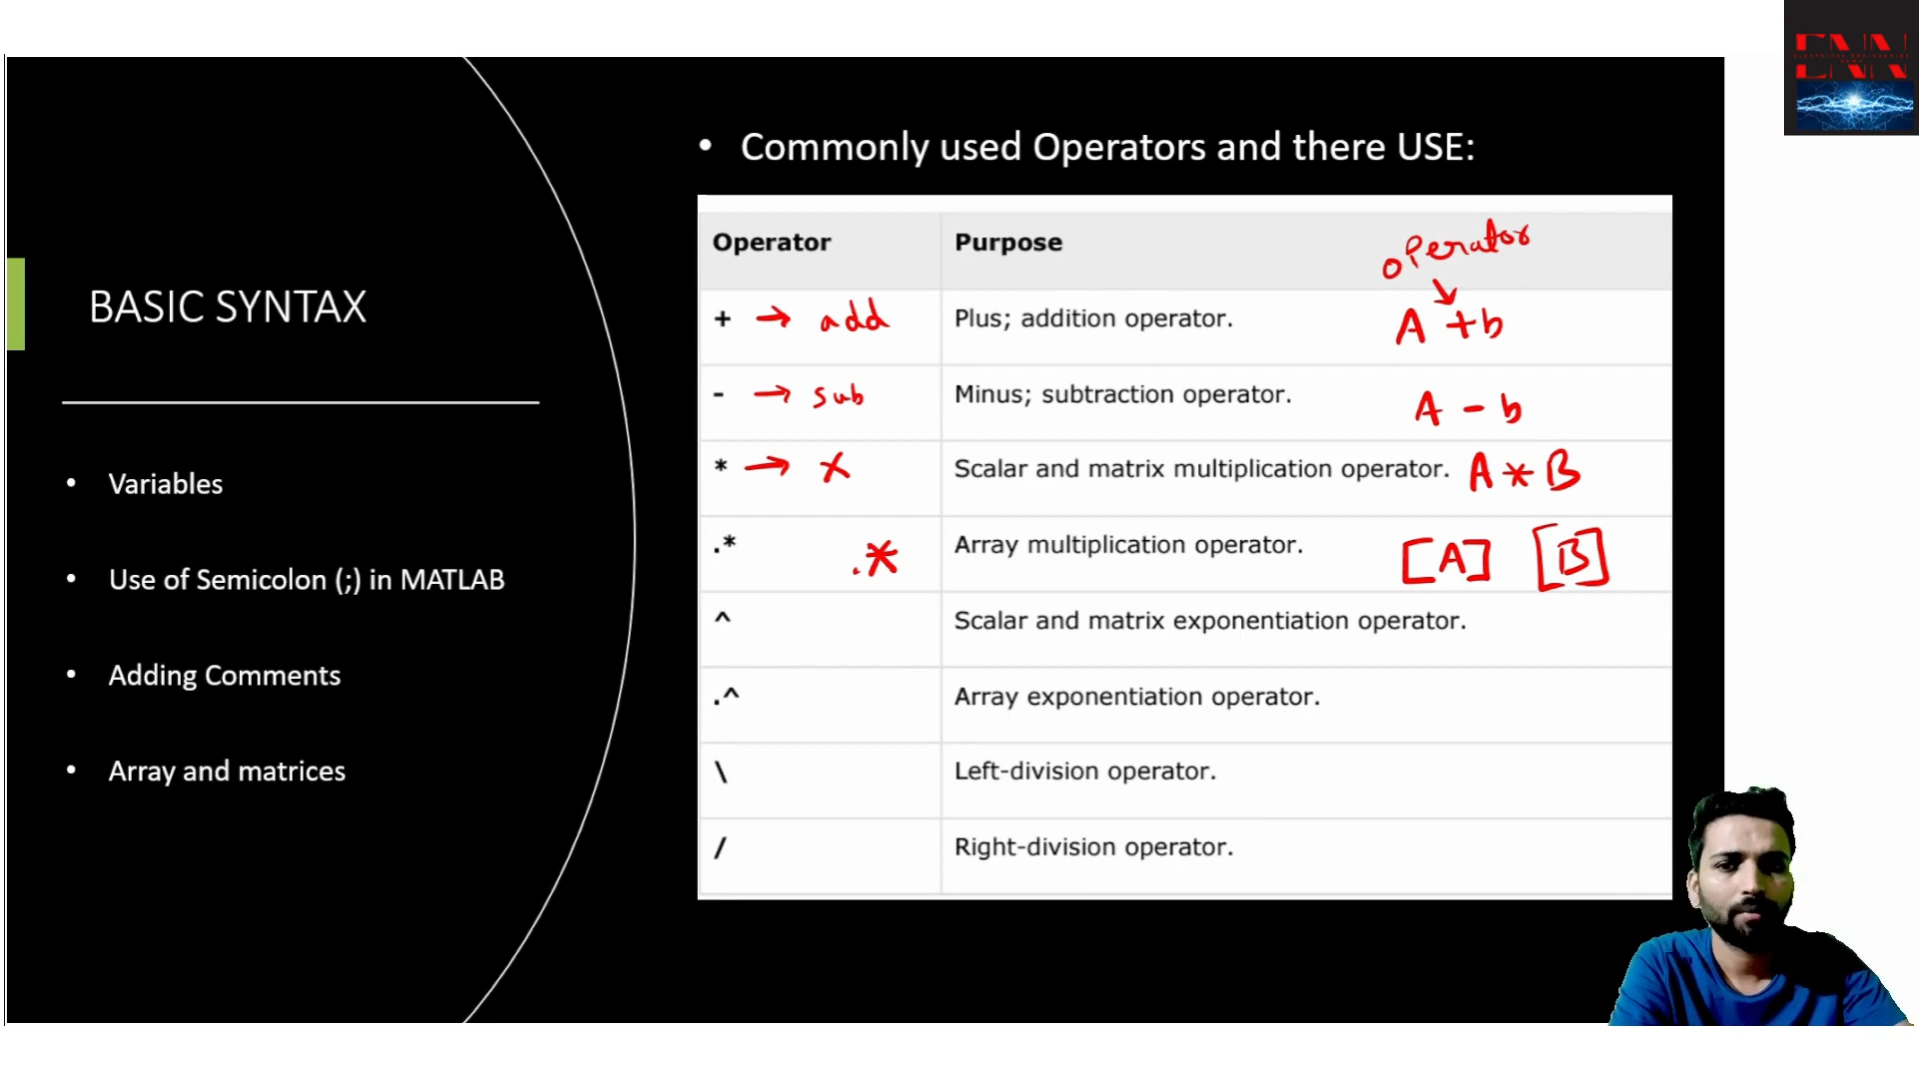 ENN
• Commonly used Operators and there USE:
BASIC SYNTAX
• Variables
• Use of Semicolon (;) in MATLAB
• Adding Comments
• Array and matrices
Operator Purpose operator
+ → add Plus; addition operator. A + b
- → sub Minus; subtraction operator. A - b
* → x Scalar and matrix multiplication operator. A * B
.* .* Array multiplication operator. [A] [B]
^ Scalar and matrix exponentiation operator.
.^ Array exponentiation operator.
\ Left-division operator.
/ Right-division operator.